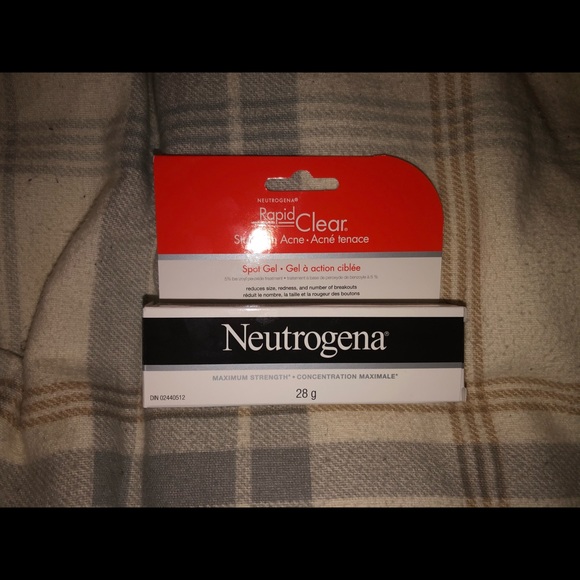 NEUTROGENA®
Rapid
Clear®
Acne • Acné tenace
Spot Gel • Gel à action ciblée
reduces size, redness, and number of breakouts
réduit le nombre, la taille et la rougeur des boutons
Neutrogena®
MAXIMUM STRENGTH* • CONCENTRATION MAXIMALE*
DIN 02440512
28 g